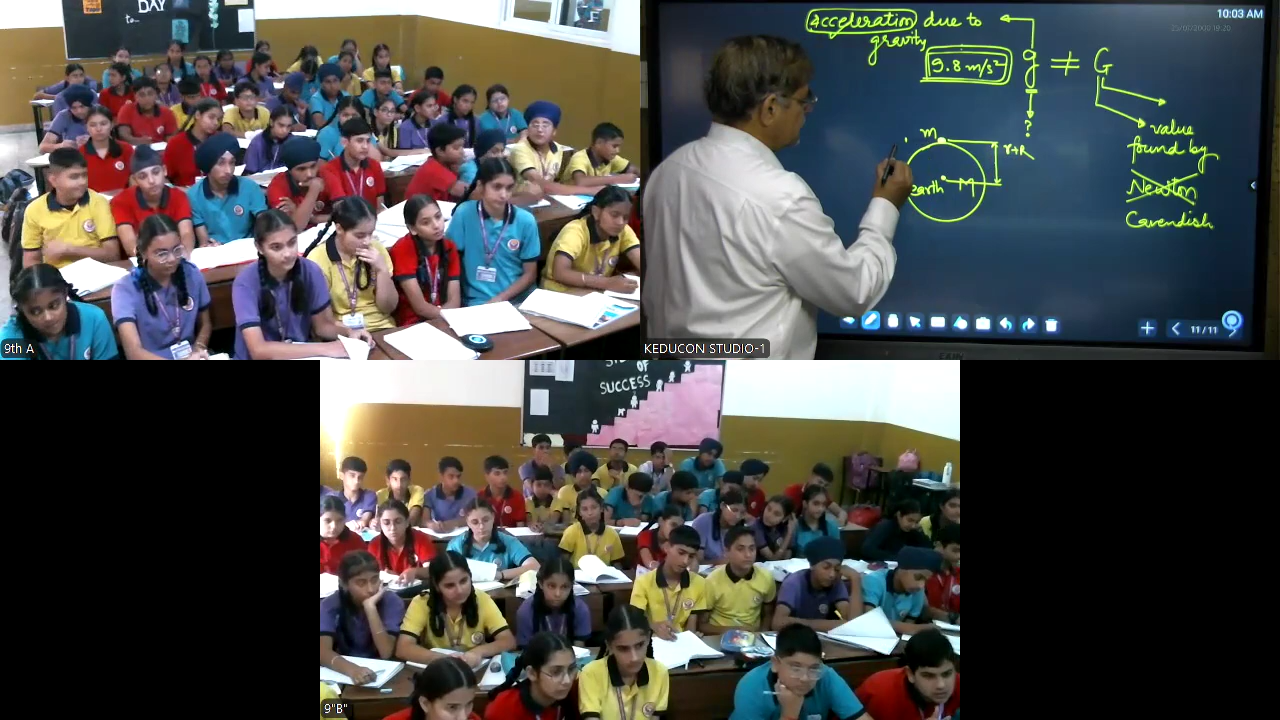 DAY
to...
9th A
10:03 AM
Acceleration due to
gravity
9.8 m/s²
g ≠ G
?
m
r+R
earth
M
value
found by
Newton
Cavendish
11/11
KEDUCON STUDIO-1
OF
SUCCESS
9"B"